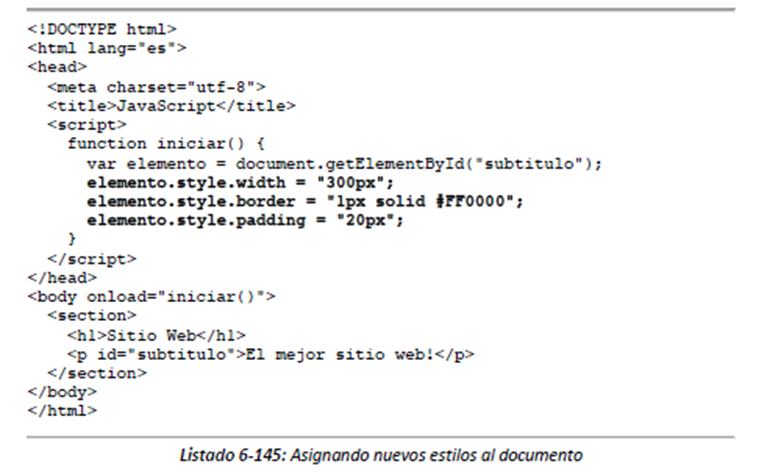 <!DOCTYPE html>
<html lang="es">
<head>
  <meta charset="utf-8">
  <title>JavaScript</title>
  <script>
    function iniciar() {
      var elemento = document.getElementById("subtitulo");
      elemento.style.width = "300px";
      elemento.style.border = "1px solid #FF0000";
      elemento.style.padding = "20px";
    }
  </script>
</head>
<body onload="iniciar()">
  <section>
    <h1>Sitio Web</h1>
    <p id="subtitulo">El mejor sitio web!</p>
  </section>
</body>
</html>
Listado 6-145: Asignando nuevos estilos al documento